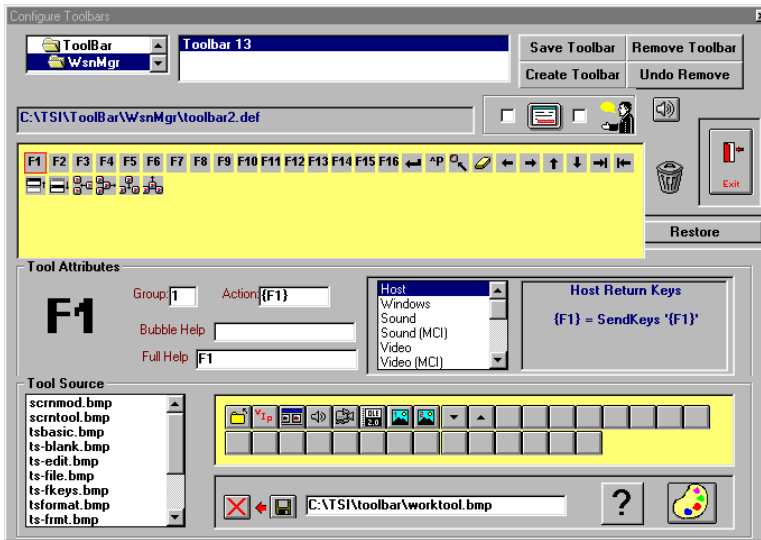 Configure Toolbars
ToolBar
WsnMgr
Toolbar 13
Save Toolbar
Remove Toolbar
Create Toolbar
Undo Remove
C:\TSI\ToolBar\WsnMgr\toolbar2.def
F1 F2 F3 F4 F5 F6 F7 F8 F9 F10 F11 F12 F13 F14 F15 F16 ^P
Exit
Restore
Tool Attributes
F1
Group: 1
Action: {F1}
Bubble Help
Full Help F1
Host
Windows
Sound
Sound (MCI)
Video
Video (MCI)
Host Return Keys
{F1} = SendKeys '{F1}'
Tool Source
scrnmod.bmp
scrntool.bmp
tsbasic.bmp
ts-blank.bmp
ts-edit.bmp
ts-file.bmp
ts-fkeys.bmp
tsformat.bmp
ts-frmt.bmp
VIP
OLE 2.0
C:\TSI\toolbar\worktool.bmp
?